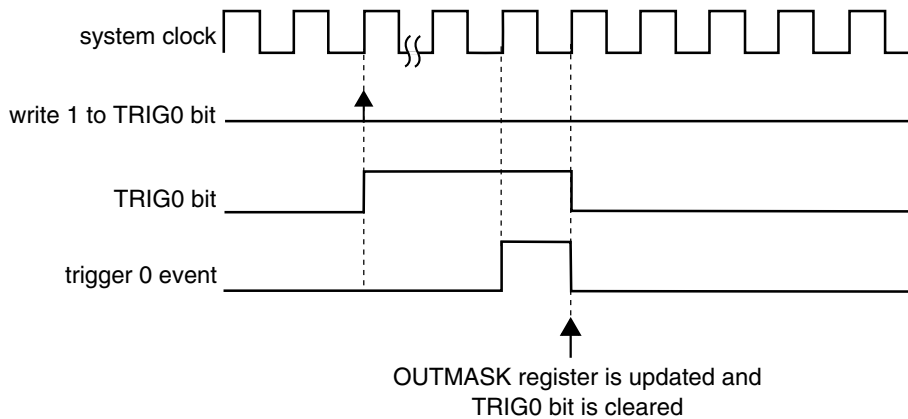 system clock
write 1 to TRIG0 bit
TRIG0 bit
trigger 0 event
OUTMASK register is updated and
TRIG0 bit is cleared